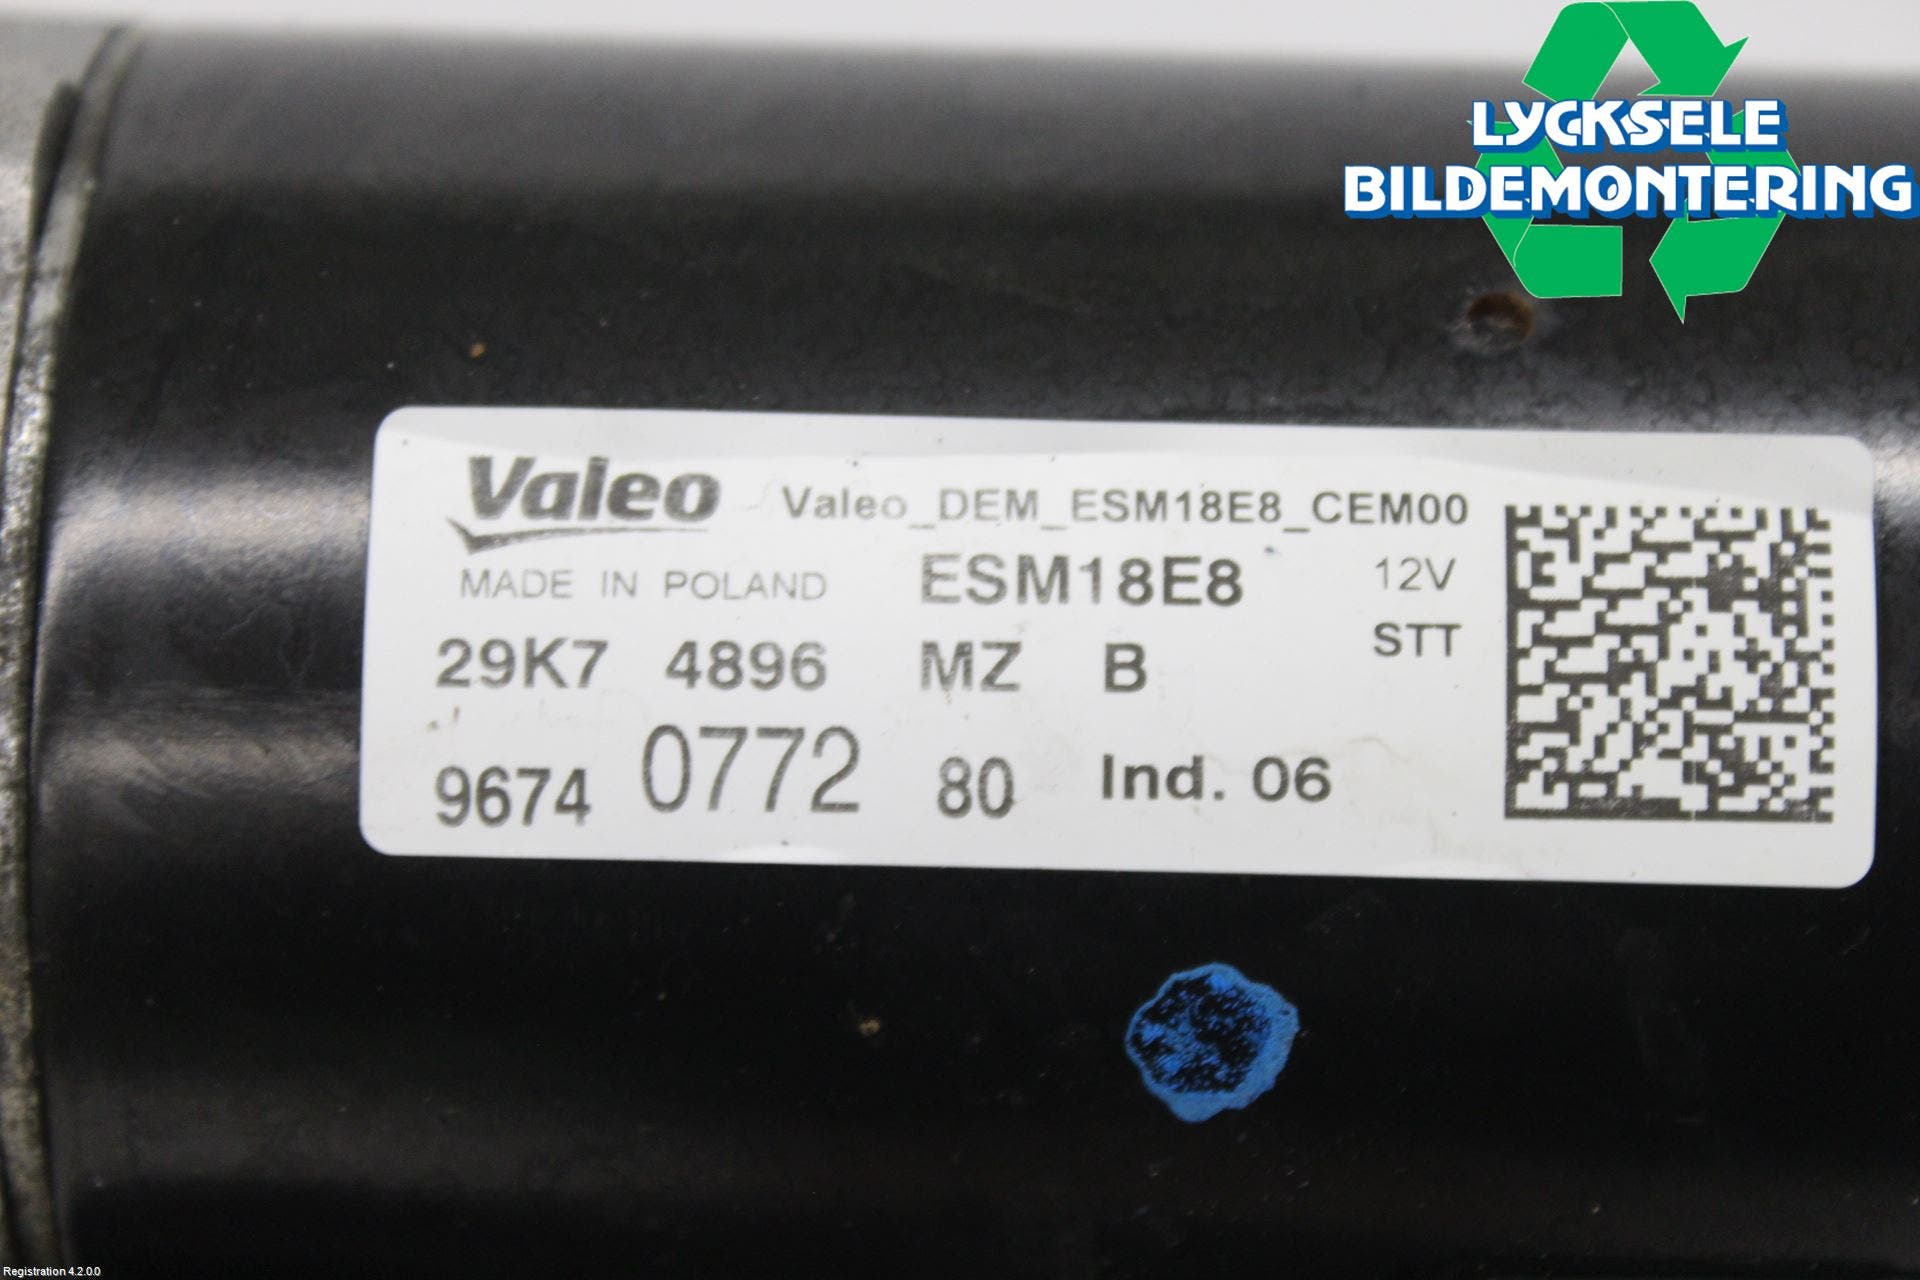 LYCKSELE
BILDEMONTERING
Valeo Valeo_DEM_ESM18E8_CEM00
MADE IN POLAND ESM18E8 12V
29K7 4896 MZ B STT
9674 0772 80 Ind. 06
Registration 4.2.0.0